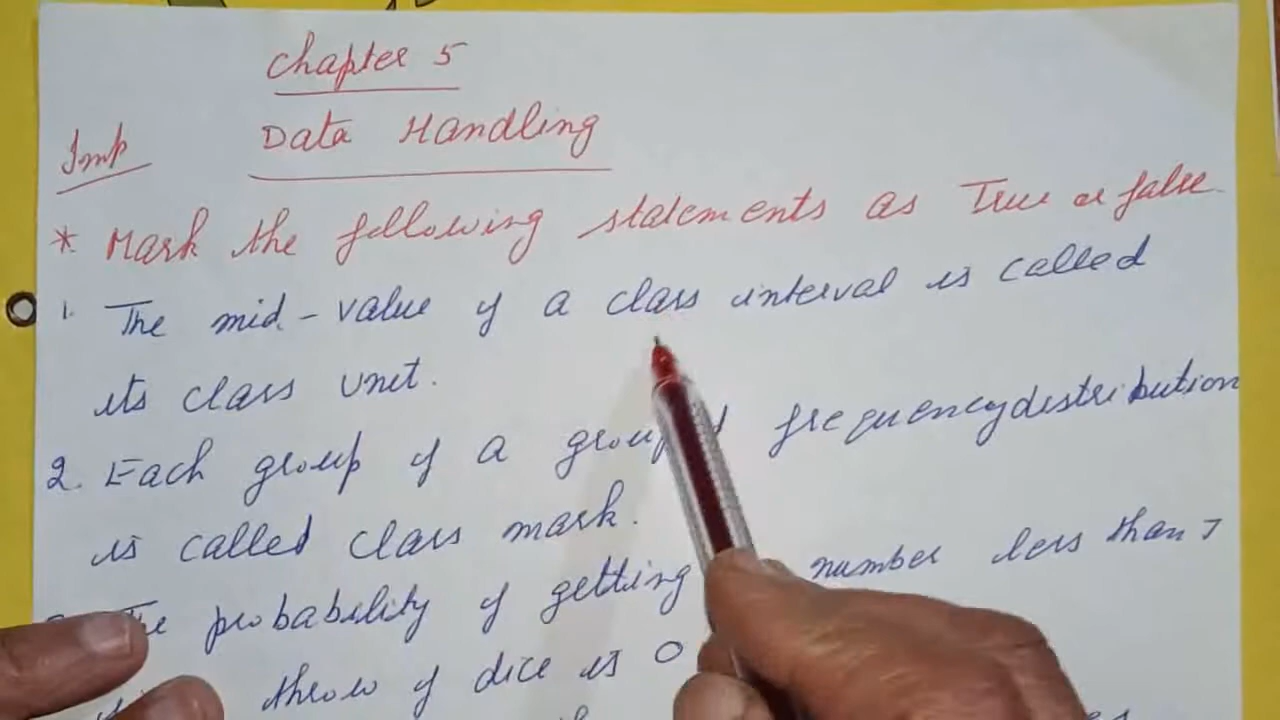 Chapter 5
Imp Data Handling
* Mark the following statements as True or false
1. The mid-value of a class interval is called
its class unit.
2. Each group of a grouped frequency distribution
is called class mark.
The probability of getting number less than 7
throw of dice is 0